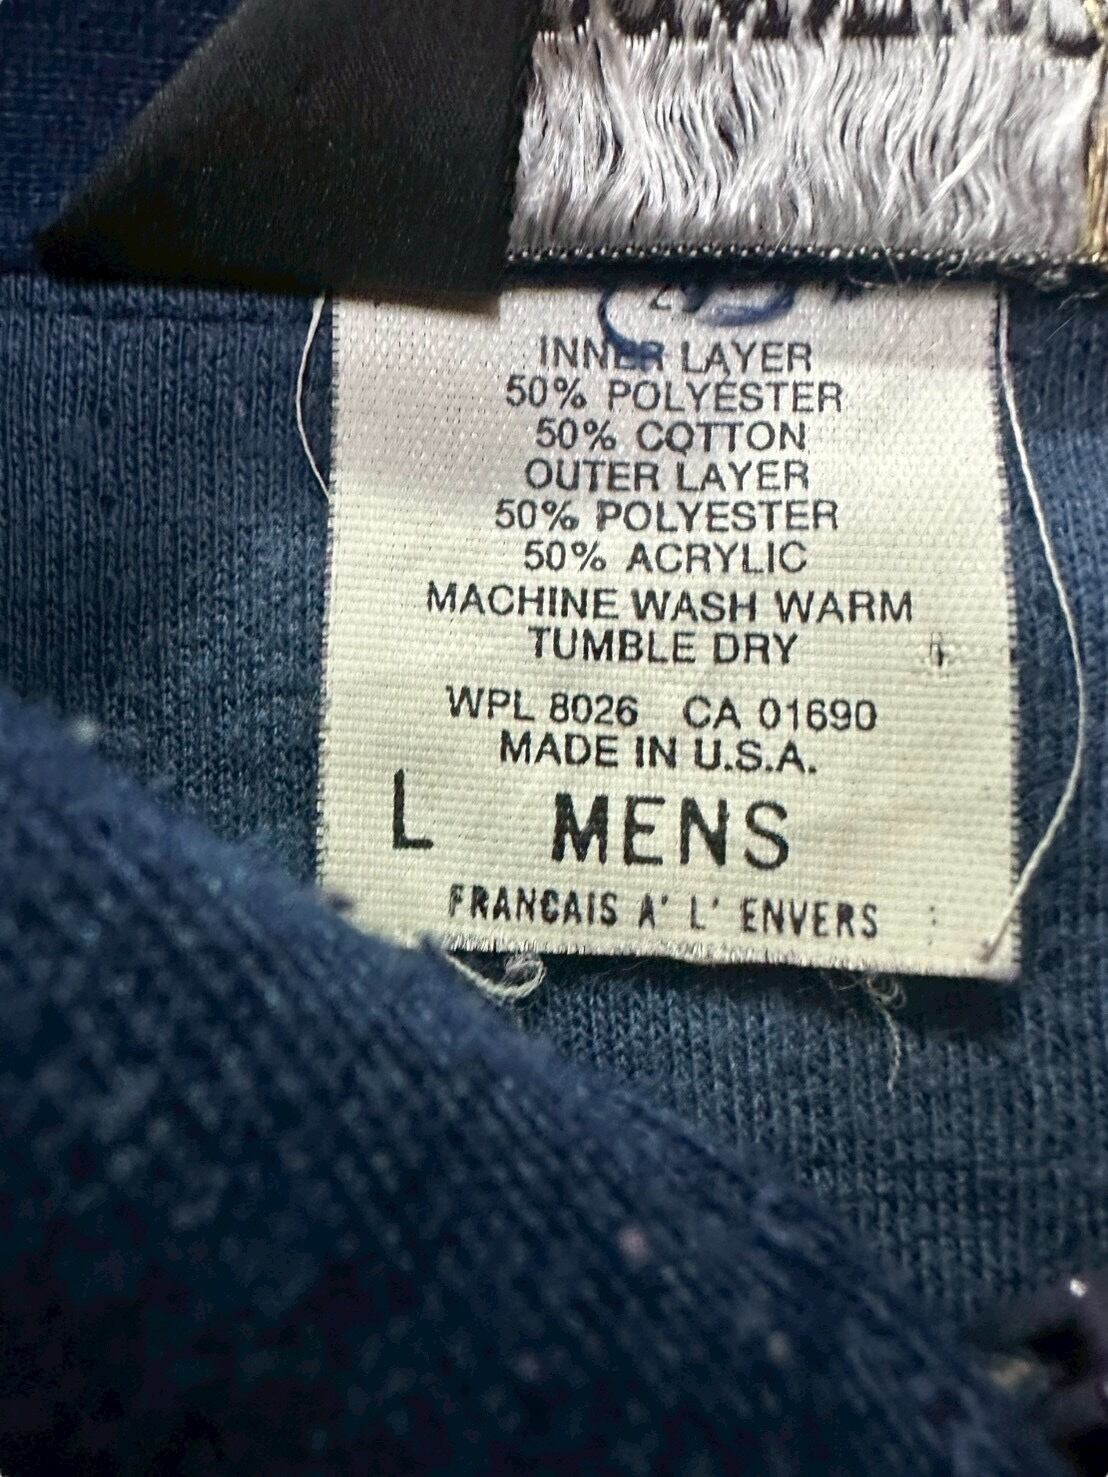 INNER LAYER
50% POLYESTER
50% COTTON
OUTER LAYER
50% POLYESTER
50% ACRYLIC
MACHINE WASH WARM
TUMBLE DRY
WPL 8026 CA 01690
MADE IN U.S.A.
L MENS
FRANCAIS A' L' ENVERS